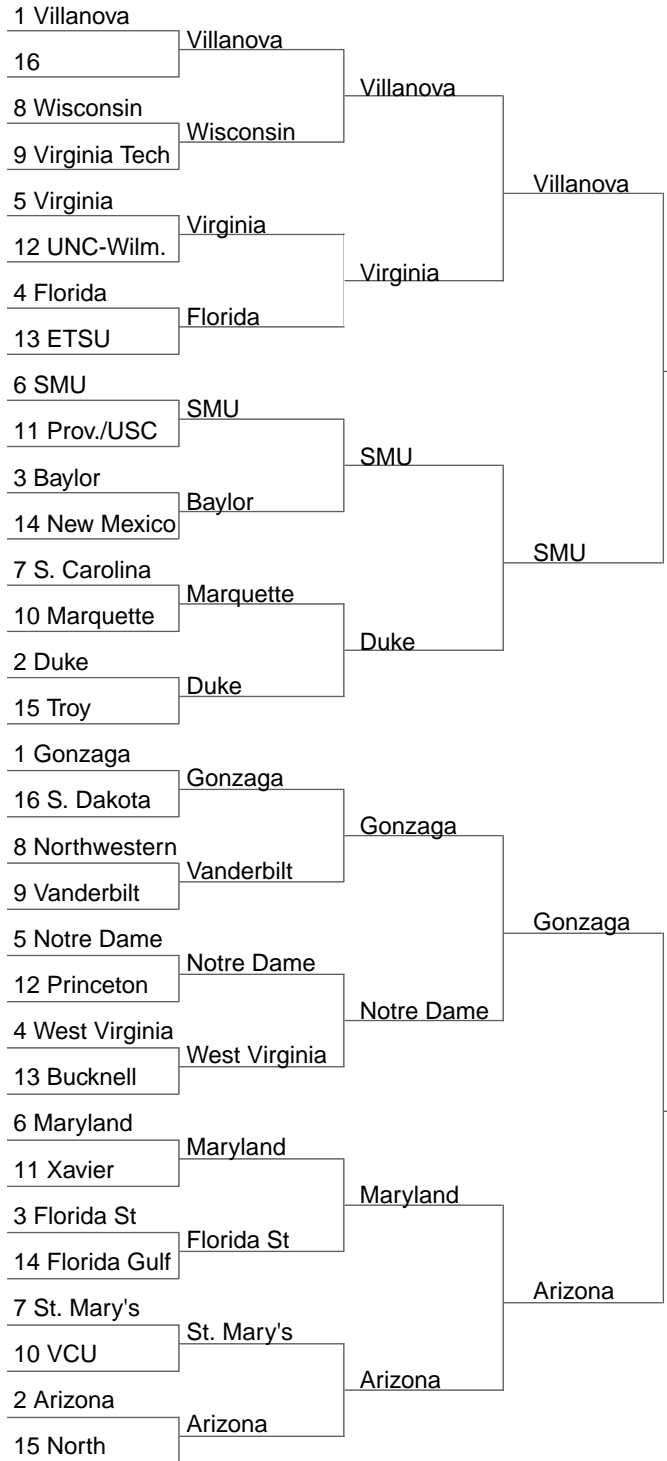 1 Villanova
16
8 Wisconsin
9 Virginia Tech
5 Virginia
12 UNC-Wilm.
4 Florida
13 ETSU
6 SMU
11 Prov./USC
3 Baylor
14 New Mexico
7 S. Carolina
10 Marquette
2 Duke
15 Troy
1 Gonzaga
16 S. Dakota
8 Northwestern
9 Vanderbilt
5 Notre Dame
12 Princeton
4 West Virginia
13 Bucknell
6 Maryland
11 Xavier
3 Florida St
14 Florida Gulf
7 St. Mary's
10 VCU
2 Arizona
15 North
Villanova
Wisconsin
Virginia
Florida
SMU
Baylor
Marquette
Duke
Gonzaga
Vanderbilt
Notre Dame
West Virginia
Maryland
Florida St
St. Mary's
Arizona
Villanova
Virginia
SMU
Duke
Gonzaga
Notre Dame
Maryland
Arizona
Villanova
SMU
Gonzaga
Arizona